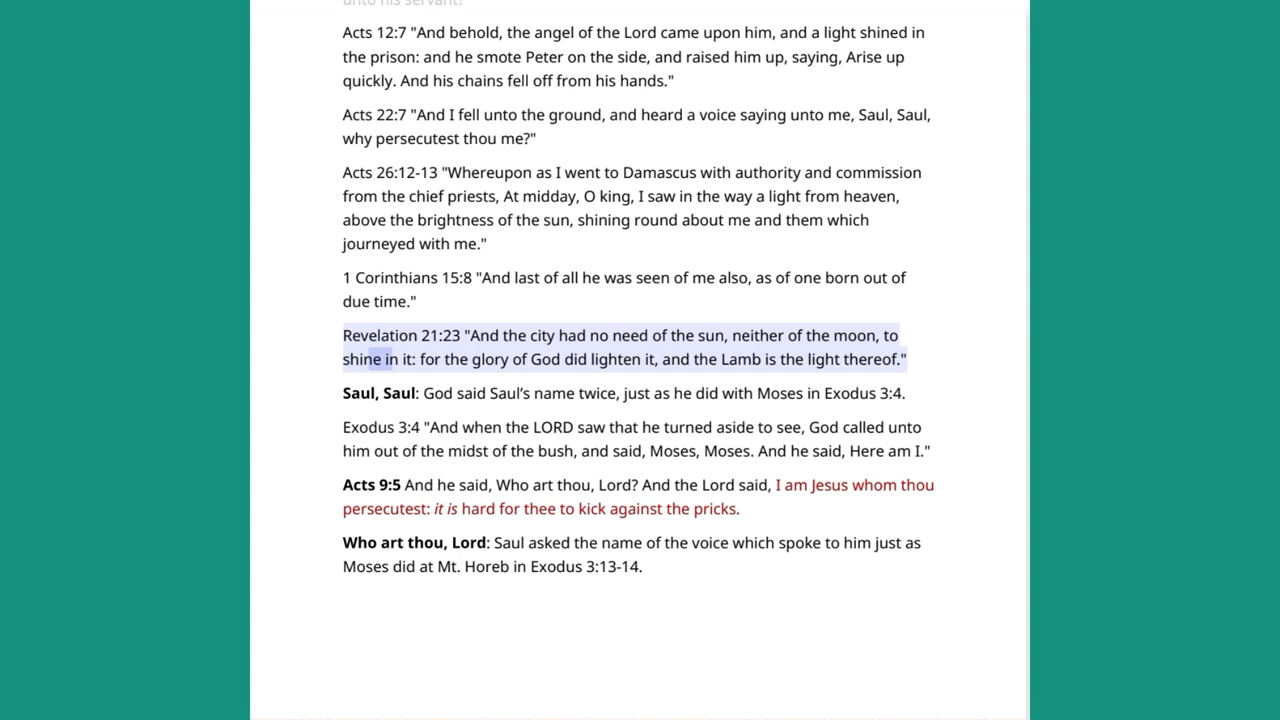 unto his servant?
Acts 12:7 "And behold, the angel of the Lord came upon him, and a light shined in
the prison: and he smote Peter on the side, and raised him up, saying, Arise up
quickly. And his chains fell off from his hands."
Acts 22:7 "And I fell unto the ground, and heard a voice saying unto me, Saul, Saul,
why persecutest thou me?"
Acts 26:12-13 "Whereupon as I went to Damascus with authority and commission
from the chief priests, At midday, O king, I saw in the way a light from heaven,
above the brightness of the sun, shining round about me and them which
journeyed with me."
1 Corinthians 15:8 "And last of all he was seen of me also, as of one born out of
due time."
Revelation 21:23 "And the city had no need of the sun, neither of the moon, to
shine in it: for the glory of God did lighten it, and the Lamb is the light thereof."
Saul, Saul: God said Saul’s name twice, just as he did with Moses in Exodus 3:4.
Exodus 3:4 "And when the LORD saw that he turned aside to see, God called unto
him out of the midst of the bush, and said, Moses, Moses. And he said, Here am I."
Acts 9:5 And he said, Who art thou, Lord? And the Lord said, I am Jesus whom thou
persecutest: it is hard for thee to kick against the pricks.
Who art thou, Lord: Saul asked the name of the voice which spoke to him just as
Moses did at Mt. Horeb in Exodus 3:13-14.